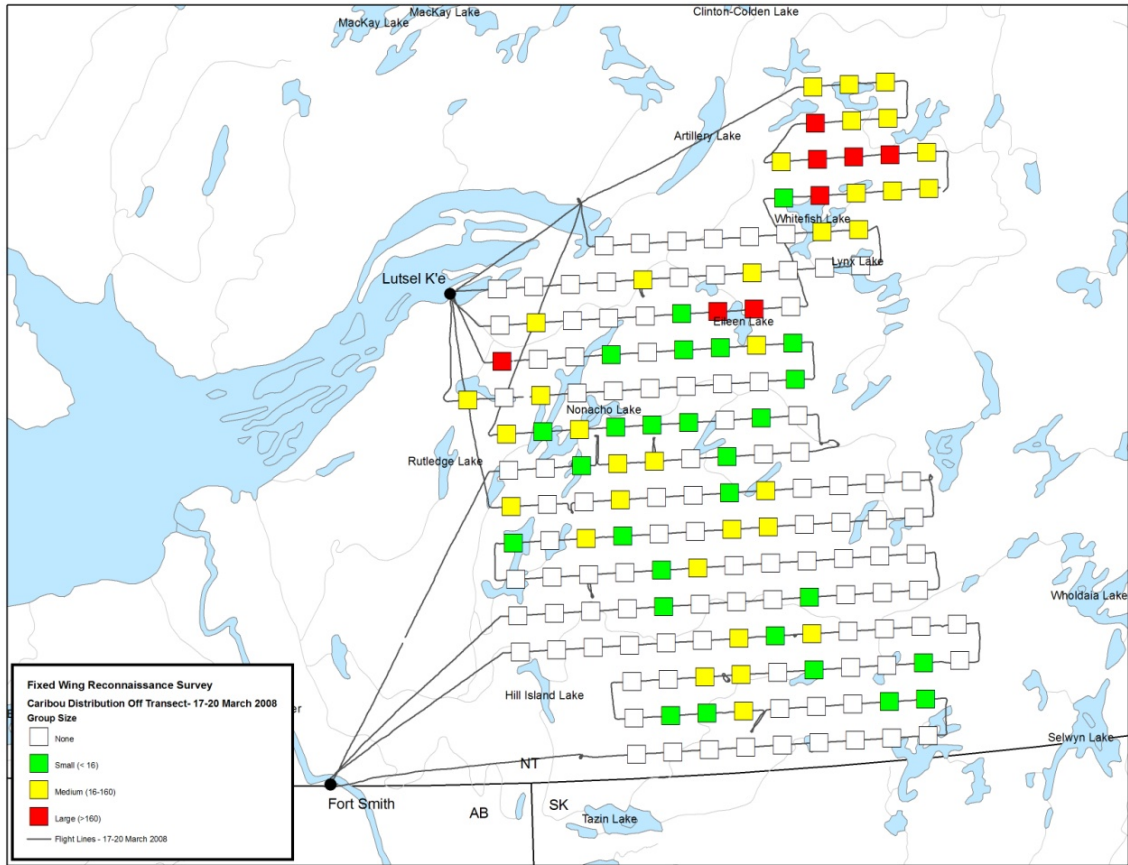 MacKay Lake
MacKay Lake
Clinton-Colden Lake
Artillery Lake
Whitefish Lake
Lynx Lake
Lutsel K'e
Eileen Lake
Nonacho Lake
Rutledge Lake
Wholdaia Lake
Hill Island Lake
Selwyn Lake
NT
Fort Smith
AB
SK
Tazin Lake
Fixed Wing Reconnaissance Survey
Caribou Distribution Off Transect- 17-20 March 2008
Group Size
None
Small (< 16)
Medium (16-160)
Large (>160)
Flight Lines - 17-20 March 2008